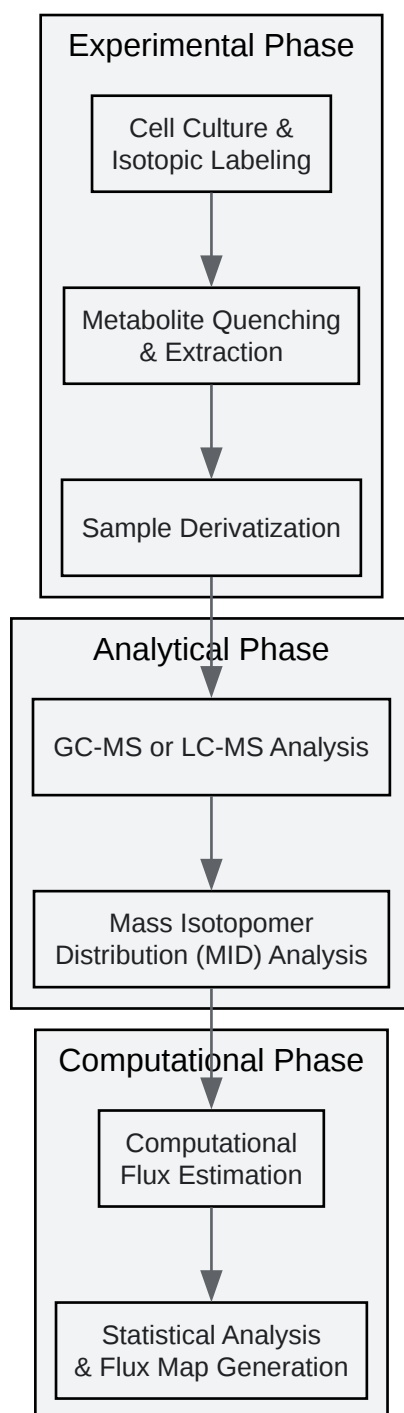 Experimental Phase
Cell Culture &
Isotopic Labeling
Metabolite Quenching
& Extraction
Sample Derivatization
Analytical Phase
GC-MS or LC-MS Analysis
Mass Isotopomer
Distribution (MID) Analysis
Computational Phase
Computational
Flux Estimation
Statistical Analysis
& Flux Map Generation